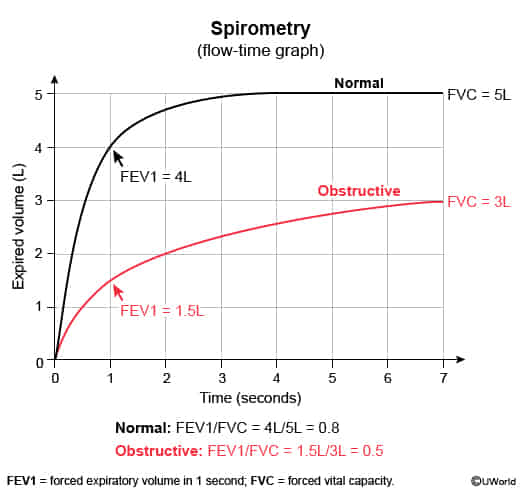 Spirometry
(flow-time graph)
Normal
5
FVC = 5L
4
FEV1 = 4L
Obstructive
3
FVC = 3L
2
FEV1 = 1.5L
1
0
Expired volume (L)
0 1 2 3 4 5 6 7
Time (seconds)
Normal: FEV1/FVC = 4L/5L = 0.8
Obstructive: FEV1/FVC = 1.5L/3L = 0.5
FEV1 = forced expiratory volume in 1 second; FVC = forced vital capacity.
©UWorld